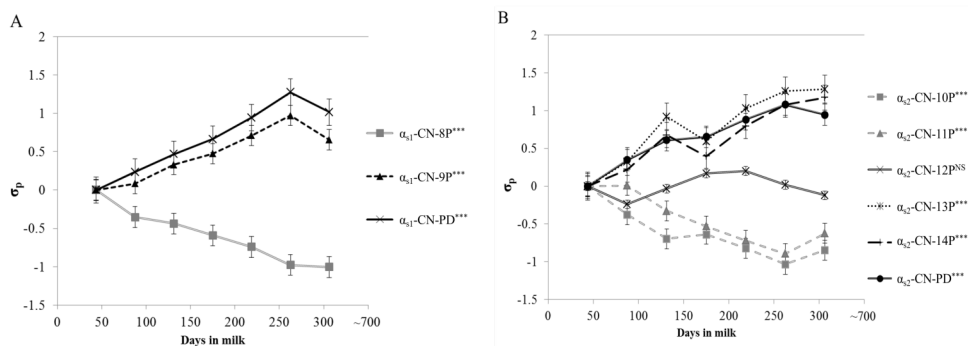 A
σp
2
1.5
1
0.5
0
-0.5
-1
-1.5
0 50 100 150 200 250 300 ~700
Days in milk
αs1-CN-8P***
αs1-CN-9P***
αs1-CN-PD***
B
σp
2
1.5
1
0.5
0
-0.5
-1
-1.5
0 50 100 150 200 250 300 ~700
Days in milk
αs2-CN-10P***
αs2-CN-11P***
αs2-CN-12PNS
αs2-CN-13P***
αs2-CN-14P***
αs2-CN-PD***